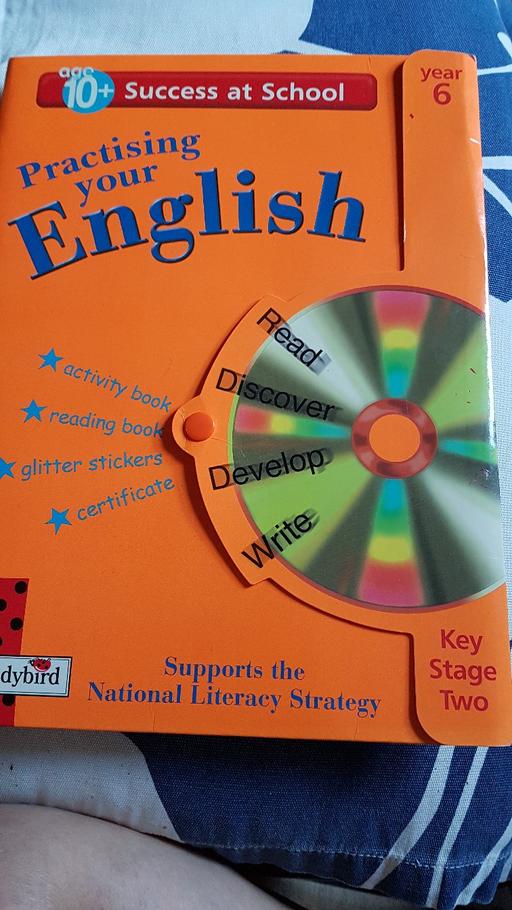 age
10+ Success at School
year
6
Practising
your
English
Read
Discover
Develop
Write
activity book
reading book
glitter stickers
certificate
dybird
Supports the
National Literacy Strategy
Key
Stage
Two